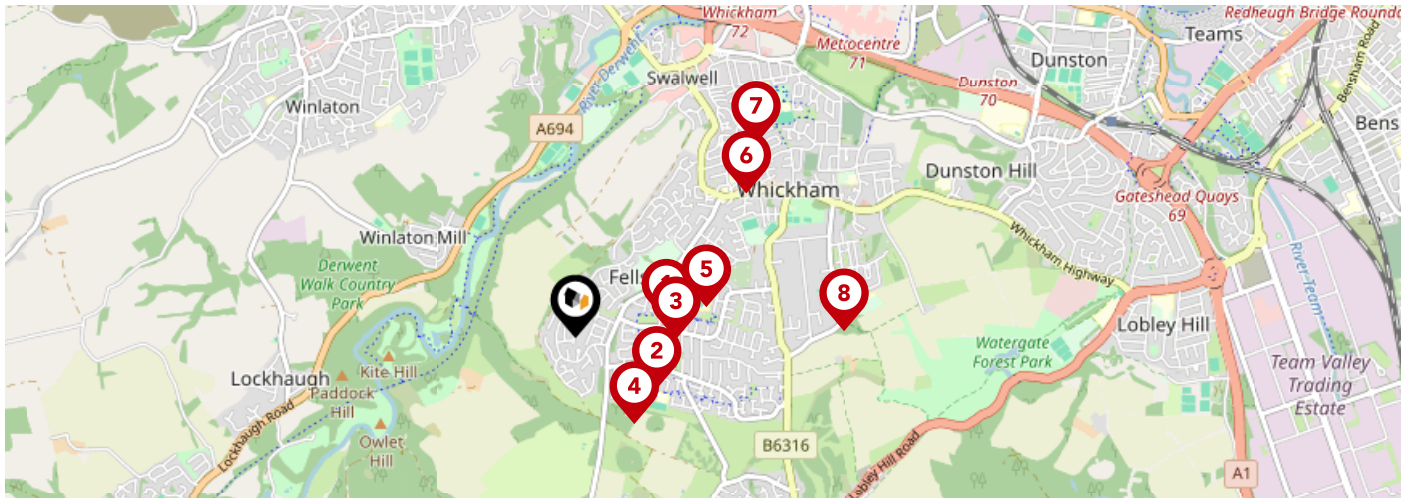 Whickham
72
Redheugh Bridge Rounda
Teams
Metrocentre
71
Dunston
Swalwell
Dunston
70
Bensham Road
River Derwent
Winlaton
7
A694
Bens
6
Dunston Hill
Whickham
Gateshead Quays
69
Winlaton Mill
Whickham Highway
Derwent
Walk Country
Park
Fells
5
3
8
River Team
Lobley Hill
2
Watergate
Forest Park
Kite Hill
Lockhaugh
Paddock
Hill
4
Team Valley
Trading
Estate
Lockhaugh Road
Owlet
Hill
B6316
Lobley Hill Road
A1